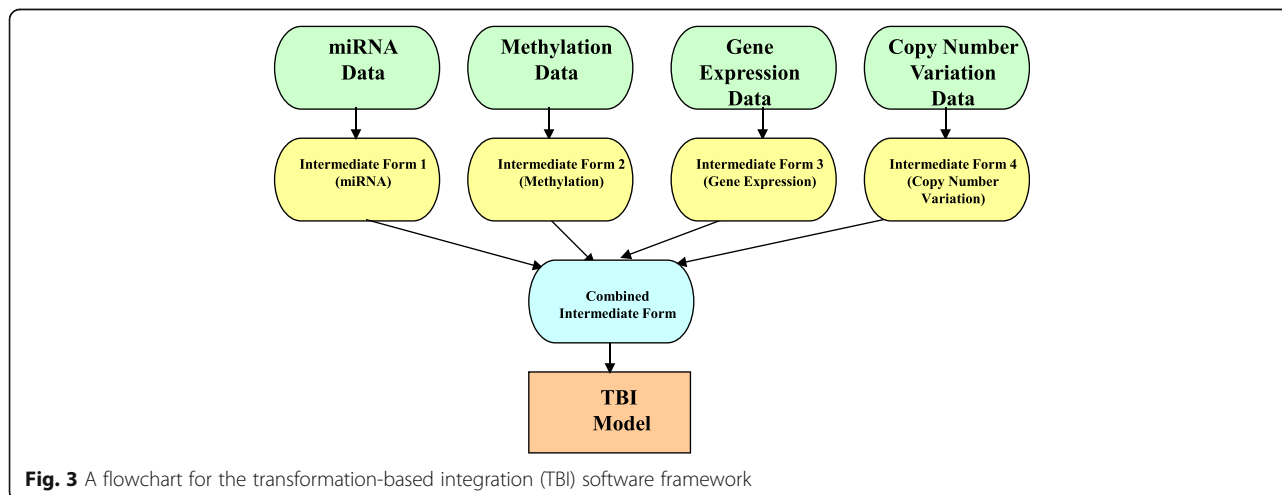 miRNA
Data
Methylation
Data
Gene
Expression
Data
Copy Number
Variation
Data
Intermediate Form 1
(miRNA)
Intermediate Form 2
(Methylation)
Intermediate Form 3
(Gene Expression)
Intermediate Form 4
(Copy Number
Variation)
Combined
Intermediate Form
TBI
Model
Fig. 3 A flowchart for the transformation-based integration (TBI) software framework